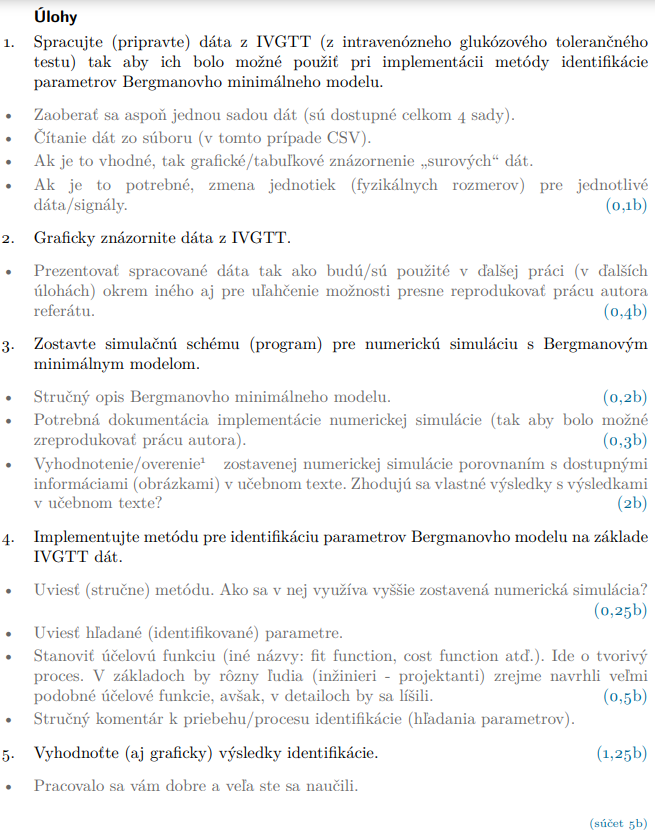 Úlohy
1. Spracujte (pripravte) dáta z IVGTT (z intravenózneho glukózového tolerančného
testu) tak aby ich bolo možné použiť pri implementácii metódy identifikácie
parametrov Bergmanovho minimálneho modelu.
• Zaoberať sa aspoň jednou sadou dát (sú dostupné celkom 4 sady).
• Čítanie dát zo súboru (v tomto prípade CSV).
• Ak je to vhodné, tak grafické/tabuľkové znázornenie „surových“ dát.
• Ak je to potrebné, zmena jednotiek (fyzikálnych rozmerov) pre jednotlivé
dáta/signály. (0,1b)
2. Graficky znázornite dáta z IVGTT.
• Prezentovať spracované dáta tak ako budú/sú použité v ďalšej práci (v ďalších
úlohách) okrem iného aj pre uľahčenie možnosti presne reprodukovať prácu autora
referátu. (0,4b)
3. Zostavte simulačnú schému (program) pre numerickú simuláciu s Bergmanovým
minimálnym modelom.
• Stručný opis Bergmanovho minimálneho modelu. (0,2b)
• Potrebná dokumentácia implementácie numerickej simulácie (tak aby bolo možné
zreprodukovať prácu autora). (0,3b)
• Vyhodnotenie/overenie¹ zostavenej numerickej simulácie porovnaním s dostupnými
informáciami (obrázkami) v učebnom texte. Zhodujú sa vlastné výsledky s výsledkami
v učebnom texte? (2b)
4. Implementujte metódu pre identifikáciu parametrov Bergmanovho modelu na základe
IVGTT dát.
• Uviesť (stručne) metódu. Ako sa v nej využíva vyššie zostavená numerická simulácia?
(0,25b)
• Uviesť hľadané (identifikované) parametre.
• Stanoviť účelovú funkciu (iné názvy: fit function, cost function atď.). Ide o tvorivý
proces. V základoch by rôzny ľudia (inžinieri - projektanti) zrejme navrhli veľmi
podobné účelové funkcie, avšak, v detailoch by sa líšili. (0,5b)
• Stručný komentár k priebehu/procesu identifikácie (hľadania parametrov).
5. Vyhodnoťte (aj graficky) výsledky identifikácie. (1,25b)
• Pracovalo sa vám dobre a veľa ste sa naučili.
(súčet 5b)